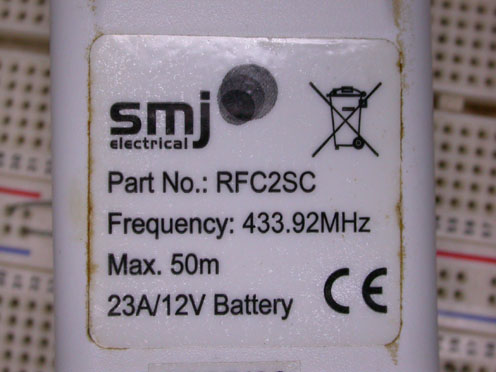 smj
electrical
Part No.: RFC2SC
Frequency: 433.92MHz
Max. 50m
23A/12V Battery
CE